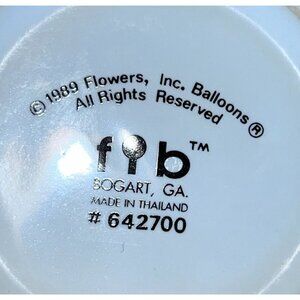 © 1989 Flowers, Inc. Balloons ®
All Rights Reserved
fib™
BOGART, GA.
MADE IN THAILAND
# 642700